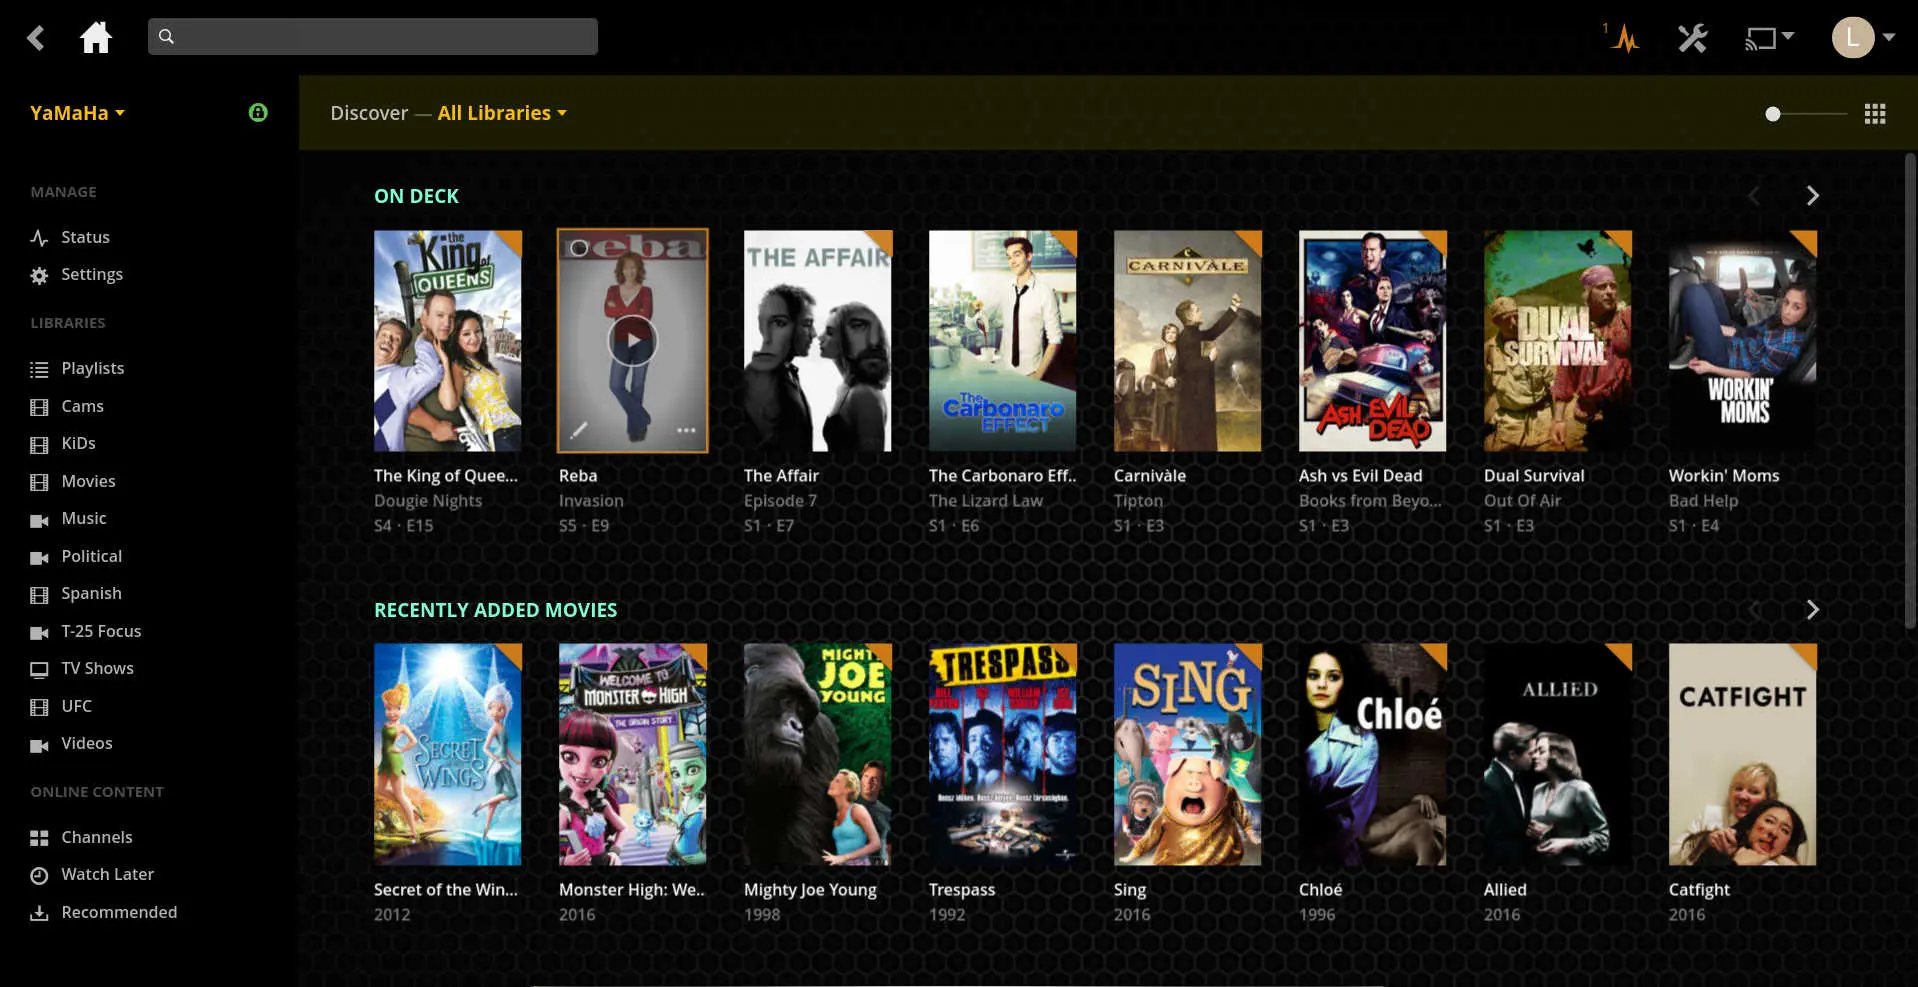 1
L
YaMaHa
Discover — All Libraries
MANAGE
Status
Settings
LIBRARIES
Playlists
Cams
KiDs
Movies
Music
Political
Spanish
T-25 Focus
TV Shows
UFC
Videos
ONLINE CONTENT
Channels
Watch Later
Recommended
ON DECK
the
King of
QUEENS
reba
THE AFFAIR
The
Carbonaro
EFFECT
CARNIVÀLE
ASH vs EVIL
DEAD
DUAL
SURVIVAL
WORKIN'
MOMS
The King of Quee...
Reba
The Affair
The Carbonaro Eff..
Carnivàle
Ash vs Evil Dead
Dual Survival
Workin' Moms
Dougie Nights
Invasion
Episode 7
The Lizard Law
Tipton
Books from Beyo...
Out Of Air
Bad Help
S4 · E15
S5 · E9
S1 · E7
S1 · E6
S1 · E3
S1 · E3
S1 · E3
S1 · E4
RECENTLY ADDED MOVIES
SECRET
WINGS
WELCOME TO
MONSTER HIGH
THE ORIGIN STORY
MIGHTY
JOE
YOUNG
TRESPASS
SING
Chloé
ALLIED
CATFIGHT
Secret of the Win...
Monster High: We..
Mighty Joe Young
Trespass
Sing
Chloé
Allied
Catfight
2012
2016
1998
1992
2016
1996
2016
2016